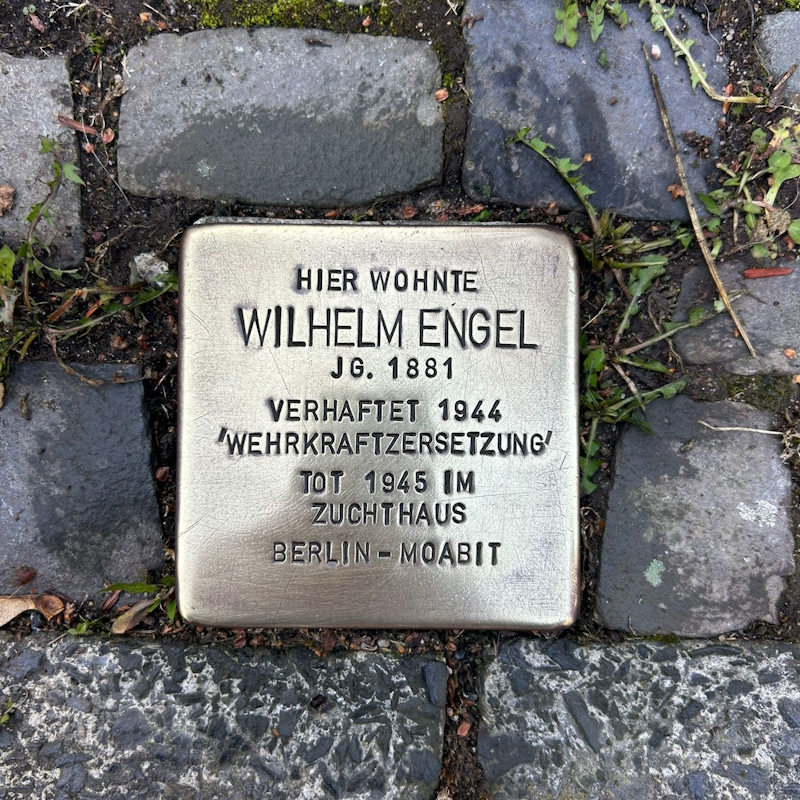 HIER WOHNTE
WILHELM ENGEL
JG. 1881
VERHAFTET 1944
'WEHRKRAFTZERSETZUNG'
TOT 1945 IM
ZUCHTHAUS
BERLIN-MOABIT